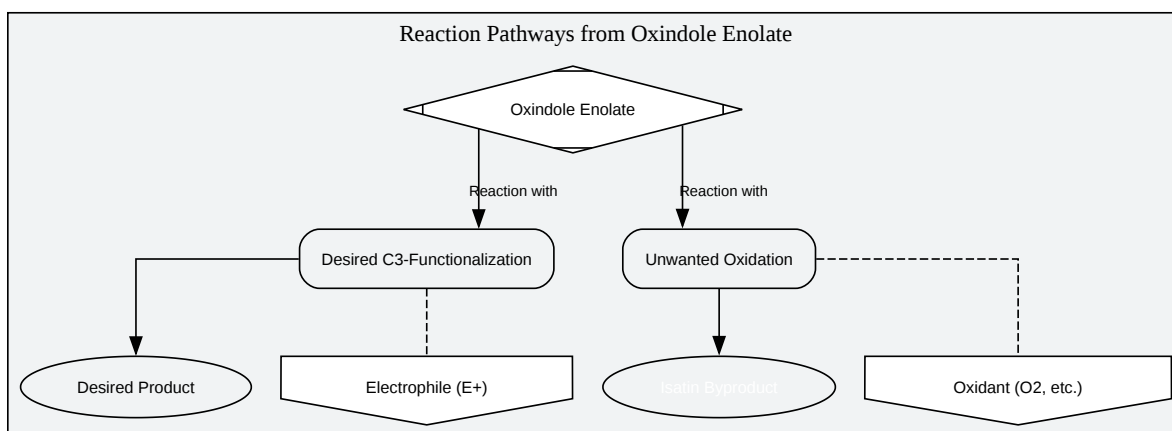 Reaction Pathways from Oxindole Enolate
Oxindole Enolate
Reaction with
Reaction with
Desired C3-Functionalization
Unwanted Oxidation
Desired Product
Electrophile (E+)
Isatin Byproduct
Oxidant (O2, etc.)